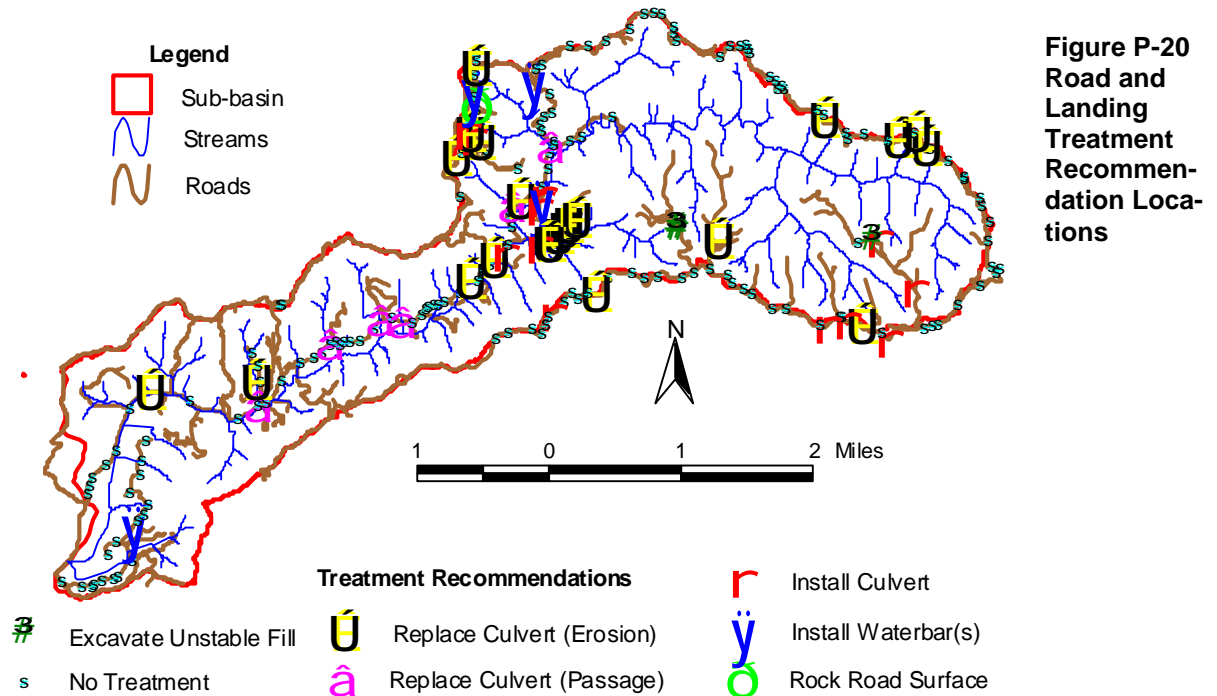 Figure P-20
Road and
Landing
Treatment
Recommen-
dation Loca-
tions
Legend
Sub-basin
Streams
Roads
N
1 0 1 2 Miles
Treatment Recommendations
Excavate Unstable Fill
No Treatment
Replace Culvert (Erosion)
Replace Culvert (Passage)
Install Culvert
Install Waterbar(s)
Rock Road Surface